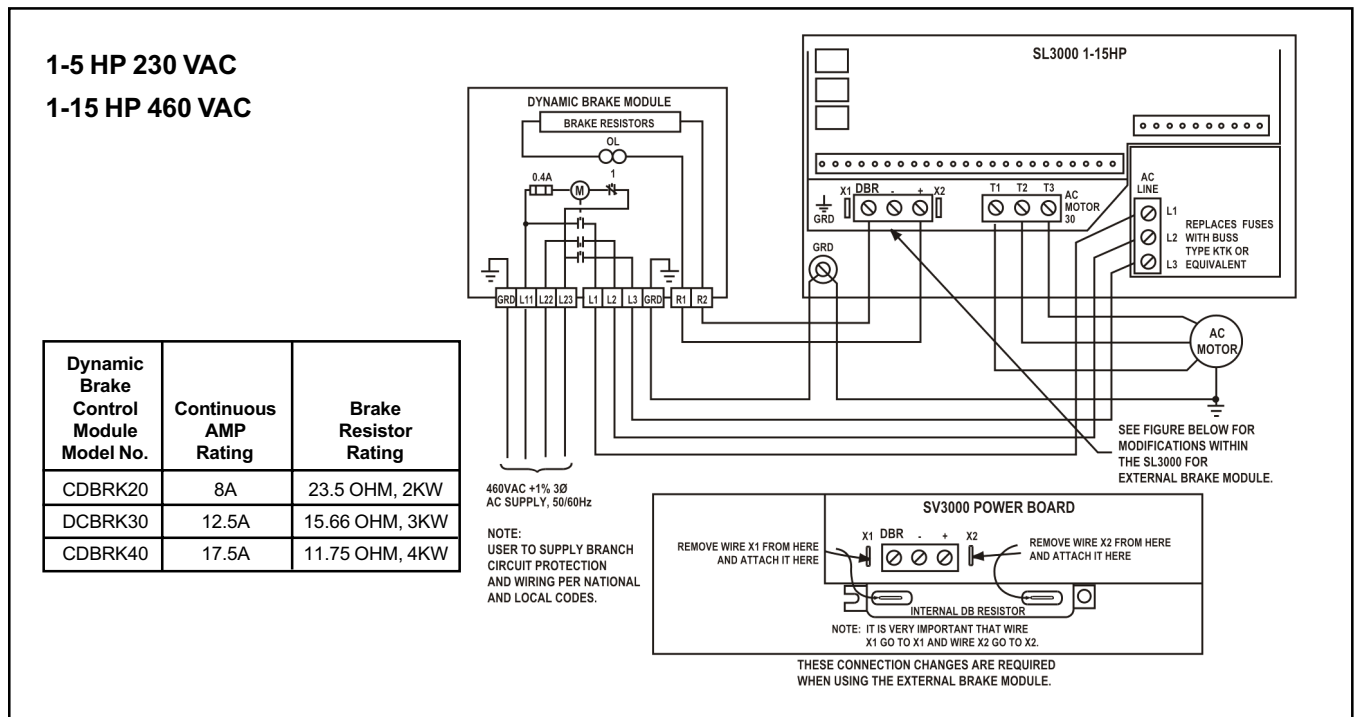 1-5 HP 230 VAC
1-15 HP 460 VAC
DYNAMIC BRAKE MODULE
BRAKE RESISTORS
OL
0.4A
M
1
GRD L11 L22 L23 L1 L2 L3 GRD R1 R2
460VAC +1% 3Ø
AC SUPPLY, 50/60Hz
NOTE:
USER TO SUPPLY BRANCH
CIRCUIT PROTECTION
AND WIRING PER NATIONAL
AND LOCAL CODES.
SL3000 1-15HP
GRD
X1 DBR - + X2
T1 T2 T3
AC
MOTOR
30
AC
LINE
L1
L2
L3
REPLACES FUSES
WITH BUSS
TYPE KTK OR
EQUIVALENT
GRD
AC
MOTOR
SEE FIGURE BELOW FOR
MODIFICATIONS WITHIN
THE SL3000 FOR
EXTERNAL BRAKE MODULE.
Dynamic
Brake
Control
Module
Model No.
Continuous
AMP
Rating
Brake
Resistor
Rating
CDBRK20 8A 23.5 OHM, 2KW
DCBRK30 12.5A 15.66 OHM, 3KW
CDBRK40 17.5A 11.75 OHM, 4KW
SV3000 POWER BOARD
REMOVE WIRE X1 FROM HERE
AND ATTACH IT HERE
X1 DBR - + X2
REMOVE WIRE X2 FROM HERE
AND ATTACH IT HERE
INTERNAL DB RESISTOR
NOTE: IT IS VERY IMPORTANT THAT WIRE
X1 GO TO X1 AND WIRE X2 GO TO X2.
THESE CONNECTION CHANGES ARE REQUIRED
WHEN USING THE EXTERNAL BRAKE MODULE.